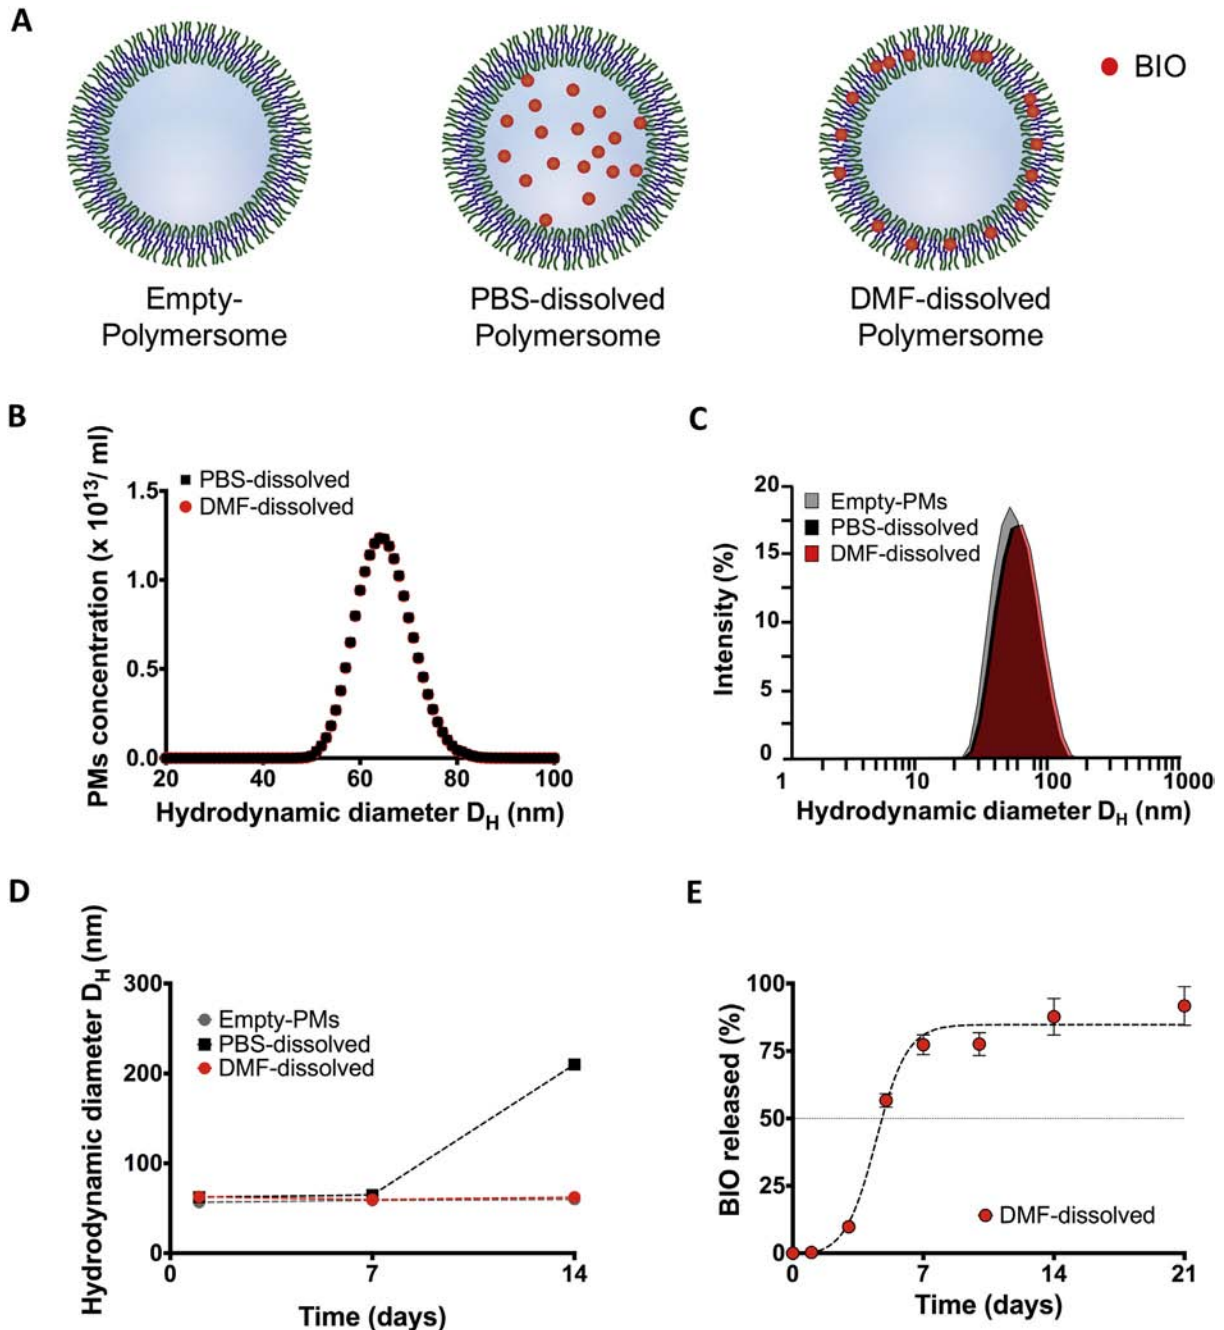 A
BIO
Empty-
Polymersome
PBS-dissolved
Polymersome
DMF-dissolved
Polymersome
B
PMs concentration (x 10¹³/ ml)
PBS-dissolved
DMF-dissolved
1.5
1.0
0.5
0.0
20 40 60 80 100
Hydrodynamic diameter D_H (nm)
C
Intensity (%)
Empty-PMs
PBS-dissolved
DMF-dissolved
20
15
10
5
0
1 10 100 1000
Hydrodynamic diameter D_H (nm)
D
Hydrodynamic diameter D_H (nm)
Empty-PMs
PBS-dissolved
DMF-dissolved
300
200
100
0
0 7 14
Time (days)
E
BIO released (%)
100
75
50
25
0
DMF-dissolved
0 7 14 21
Time (days)